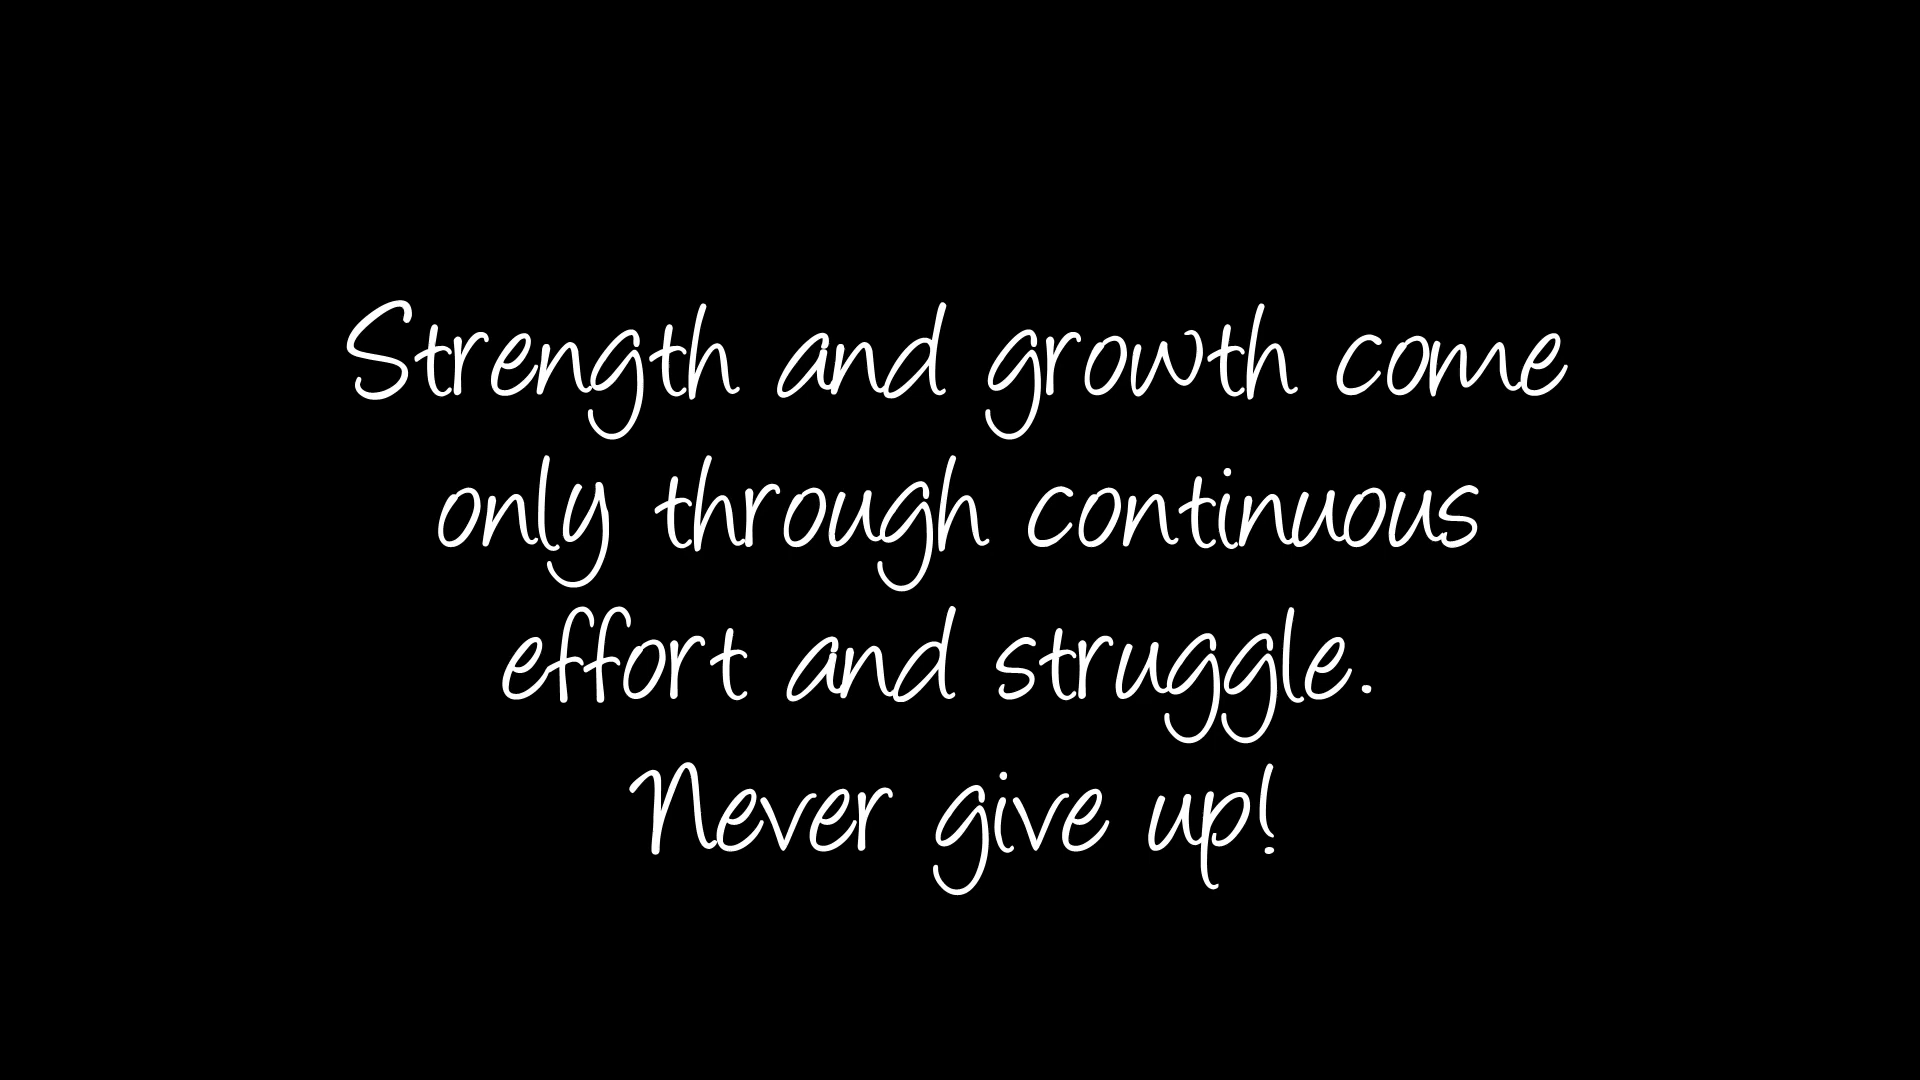 Strength and growth come
only through continuous
effort and struggle.
Never give up!